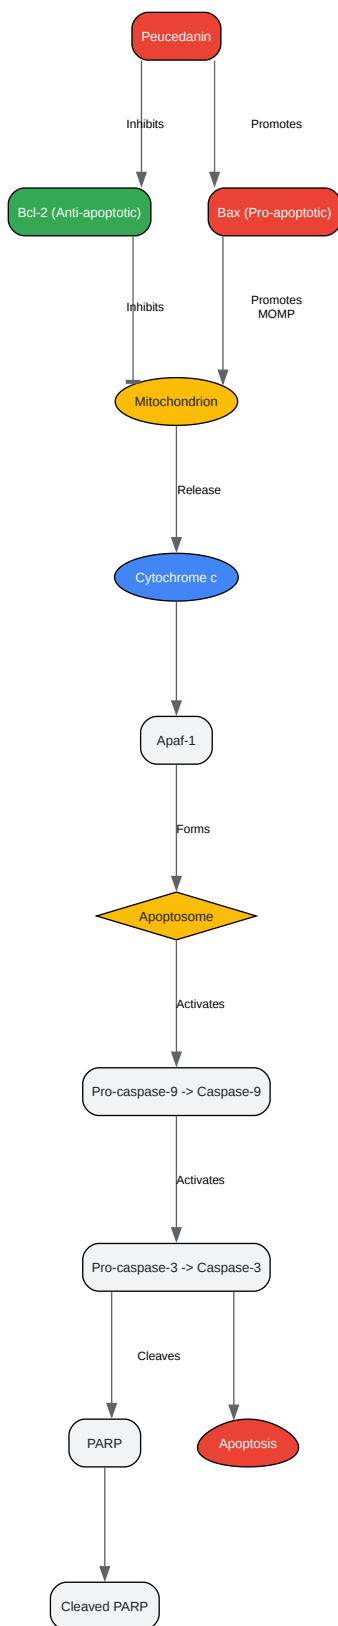 Peucedanin
Inhibits
Promotes
Bcl-2 (Anti-apoptotic)
Bax (Pro-apoptotic)
Inhibits
Promotes
MOMP
Mitochondrion
Release
Cytochrome c
Apaf-1
Forms
Apoptosome
Activates
Pro-caspase-9 -> Caspase-9
Activates
Pro-caspase-3 -> Caspase-3
Cleaves
PARP
Apoptosis
Cleaved PARP